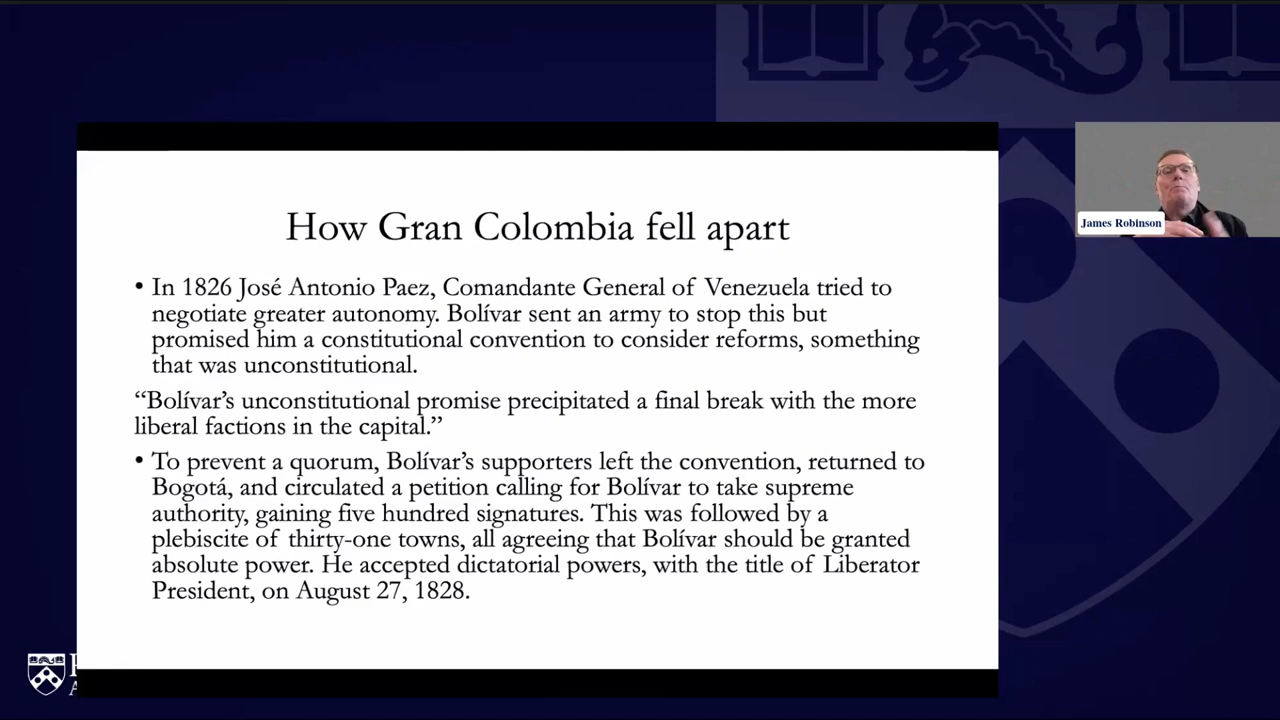 How Gran Colombia fell apart
• In 1826 José Antonio Paez, Comandante General of Venezuela tried to
negotiate greater autonomy. Bolívar sent an army to stop this but
promised him a constitutional convention to consider reforms, something
that was unconstitutional.
“Bolívar’s unconstitutional promise precipitated a final break with the more
liberal factions in the capital.”
• To prevent a quorum, Bolívar’s supporters left the convention, returned to
Bogotá, and circulated a petition calling for Bolívar to take supreme
authority, gaining five hundred signatures. This was followed by a
plebiscite of thirty-one towns, all agreeing that Bolívar should be granted
absolute power. He accepted dictatorial powers, with the title of Liberator
President, on August 27, 1828.
James Robinson